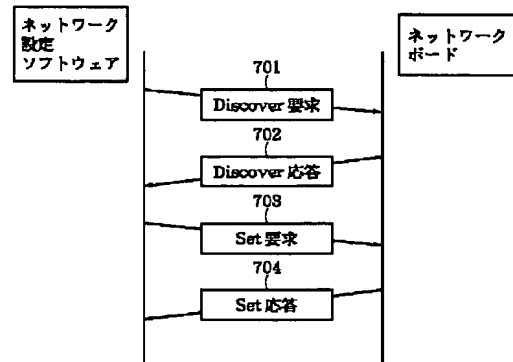 ネットワーク
設定
ソフトウェア
ネットワーク
ボード
701
Discover 要求
702
Discover 応答
703
Set 要求
704
Set 応答